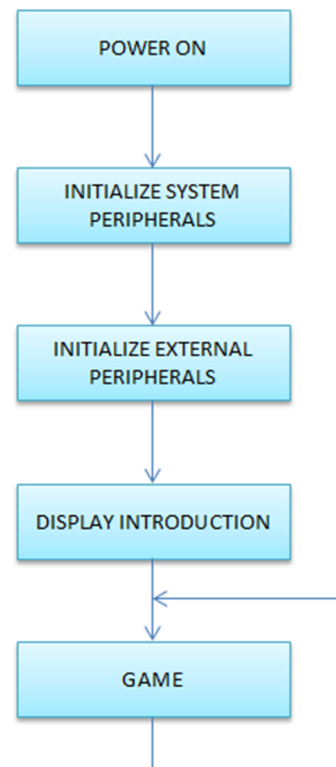 POWER ON
INITIALIZE SYSTEM
PERIPHERALS
INITIALIZE EXTERNAL
PERIPHERALS
DISPLAY INTRODUCTION
GAME